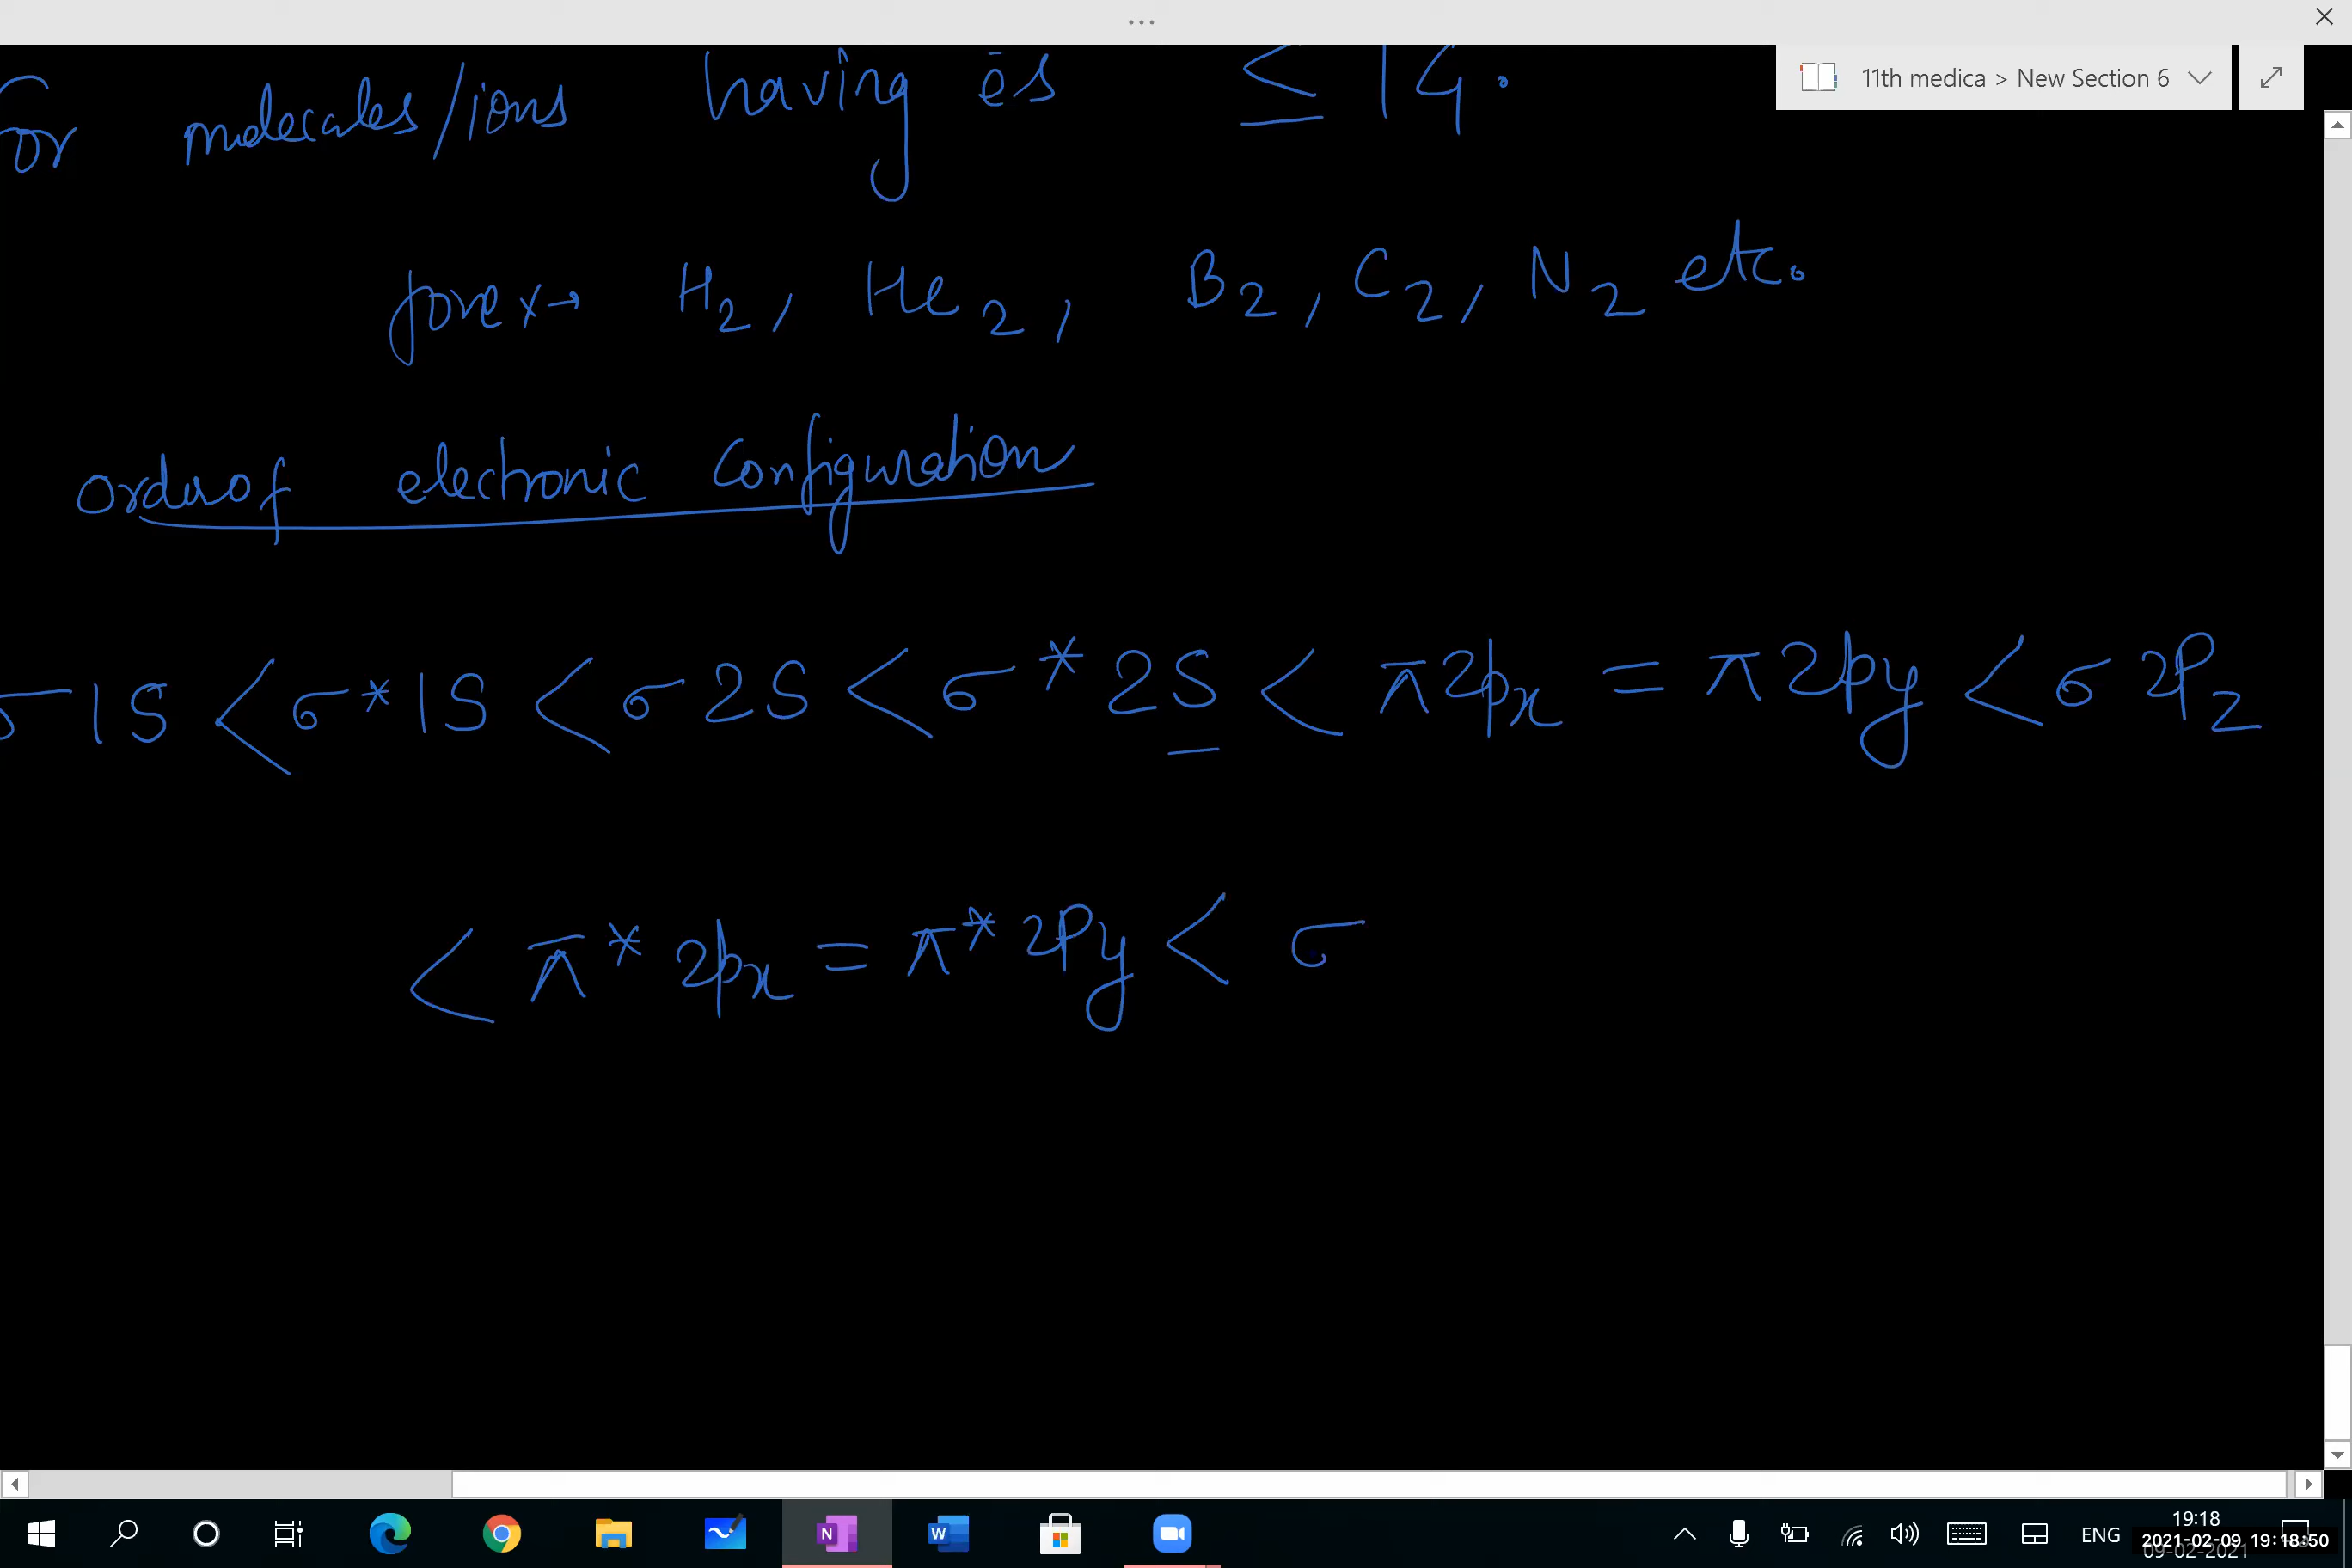 ...
11th medica > New Section 6
For molecules/ions having ēs ≤ 14.
forex→ H2, He2, B2, C2, N2 etc.
order of electronic configuration
σ1S < σ*1S < σ2S < σ*2S < π2px = π2py < σ2Pz
< π*2px = π*2Py < σ
ENG
19:18
09-02-2021
2021-02-09 19:18:50